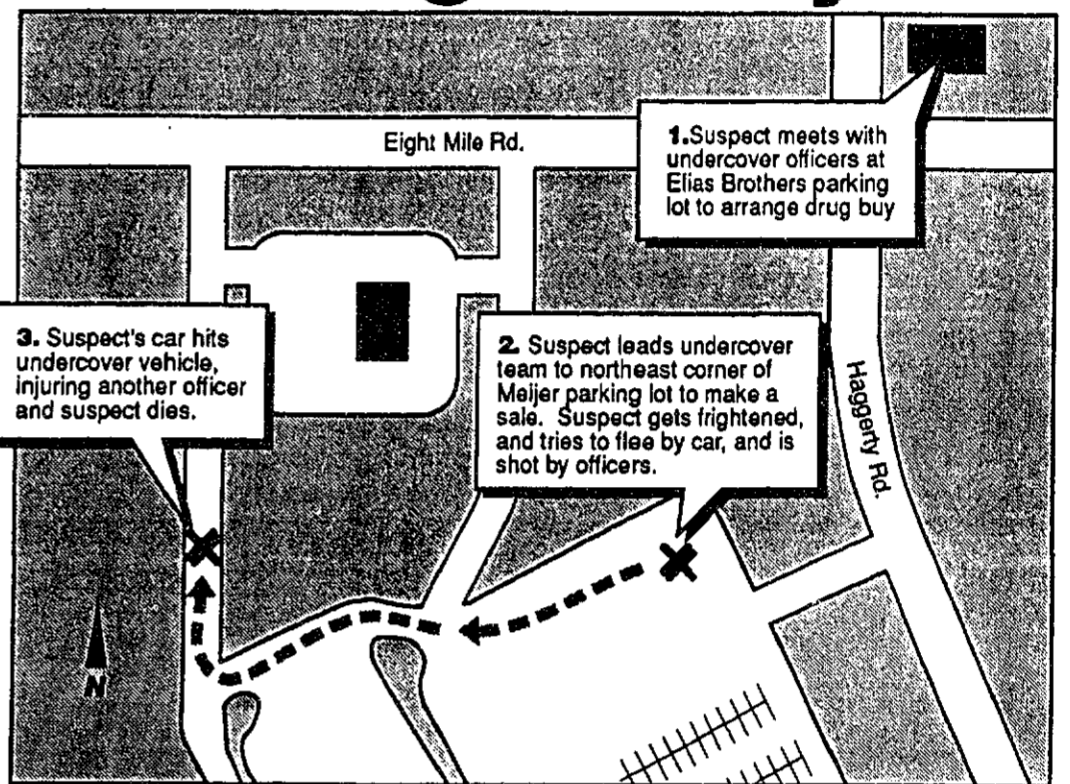 Eight Mile Rd.
1.Suspect meets with
undercover officers at
Elias Brothers parking
lot to arrange drug buy
3. Suspect's car hits
undercover vehicle,
injuring another officer
and suspect dies.
2. Suspect leads undercover
team to northeast corner of
Meijer parking lot to make a
sale. Suspect gets frightened,
and tries to flee by car, and is
shot by officers.
Haggerty Rd.
N